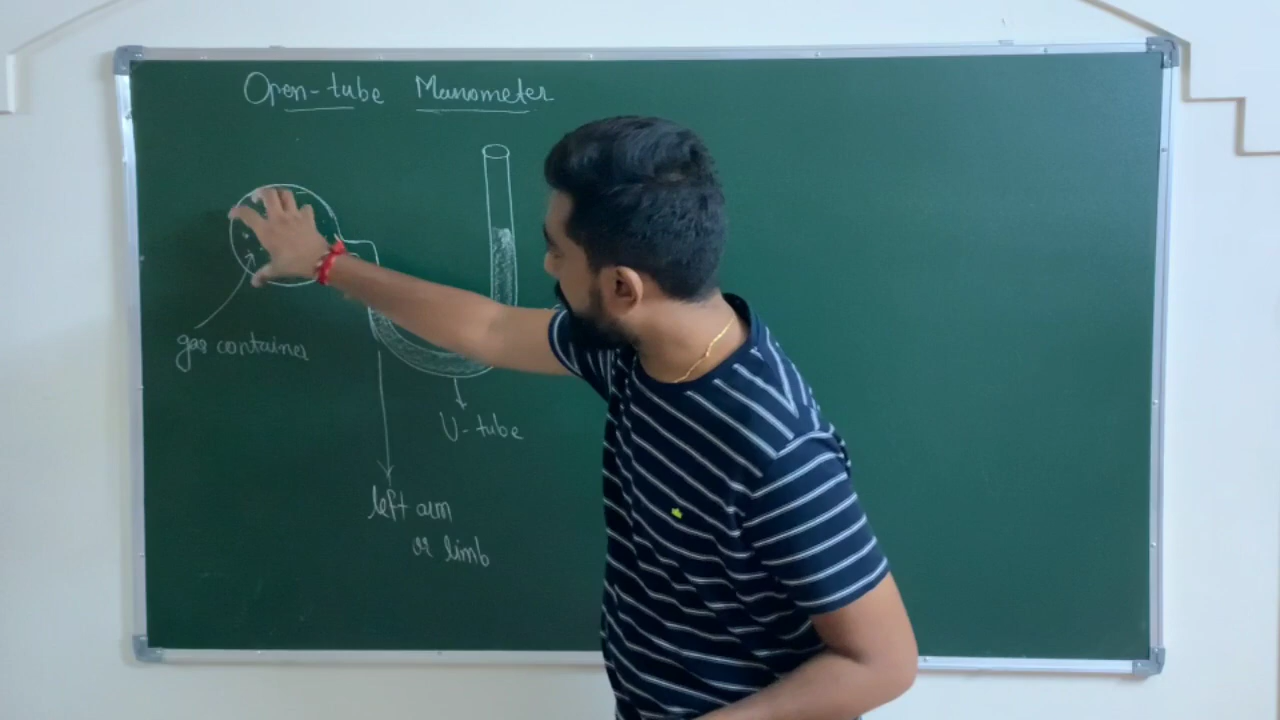 Open-tube Manometer
gas container
U-tube
left arm
or limb